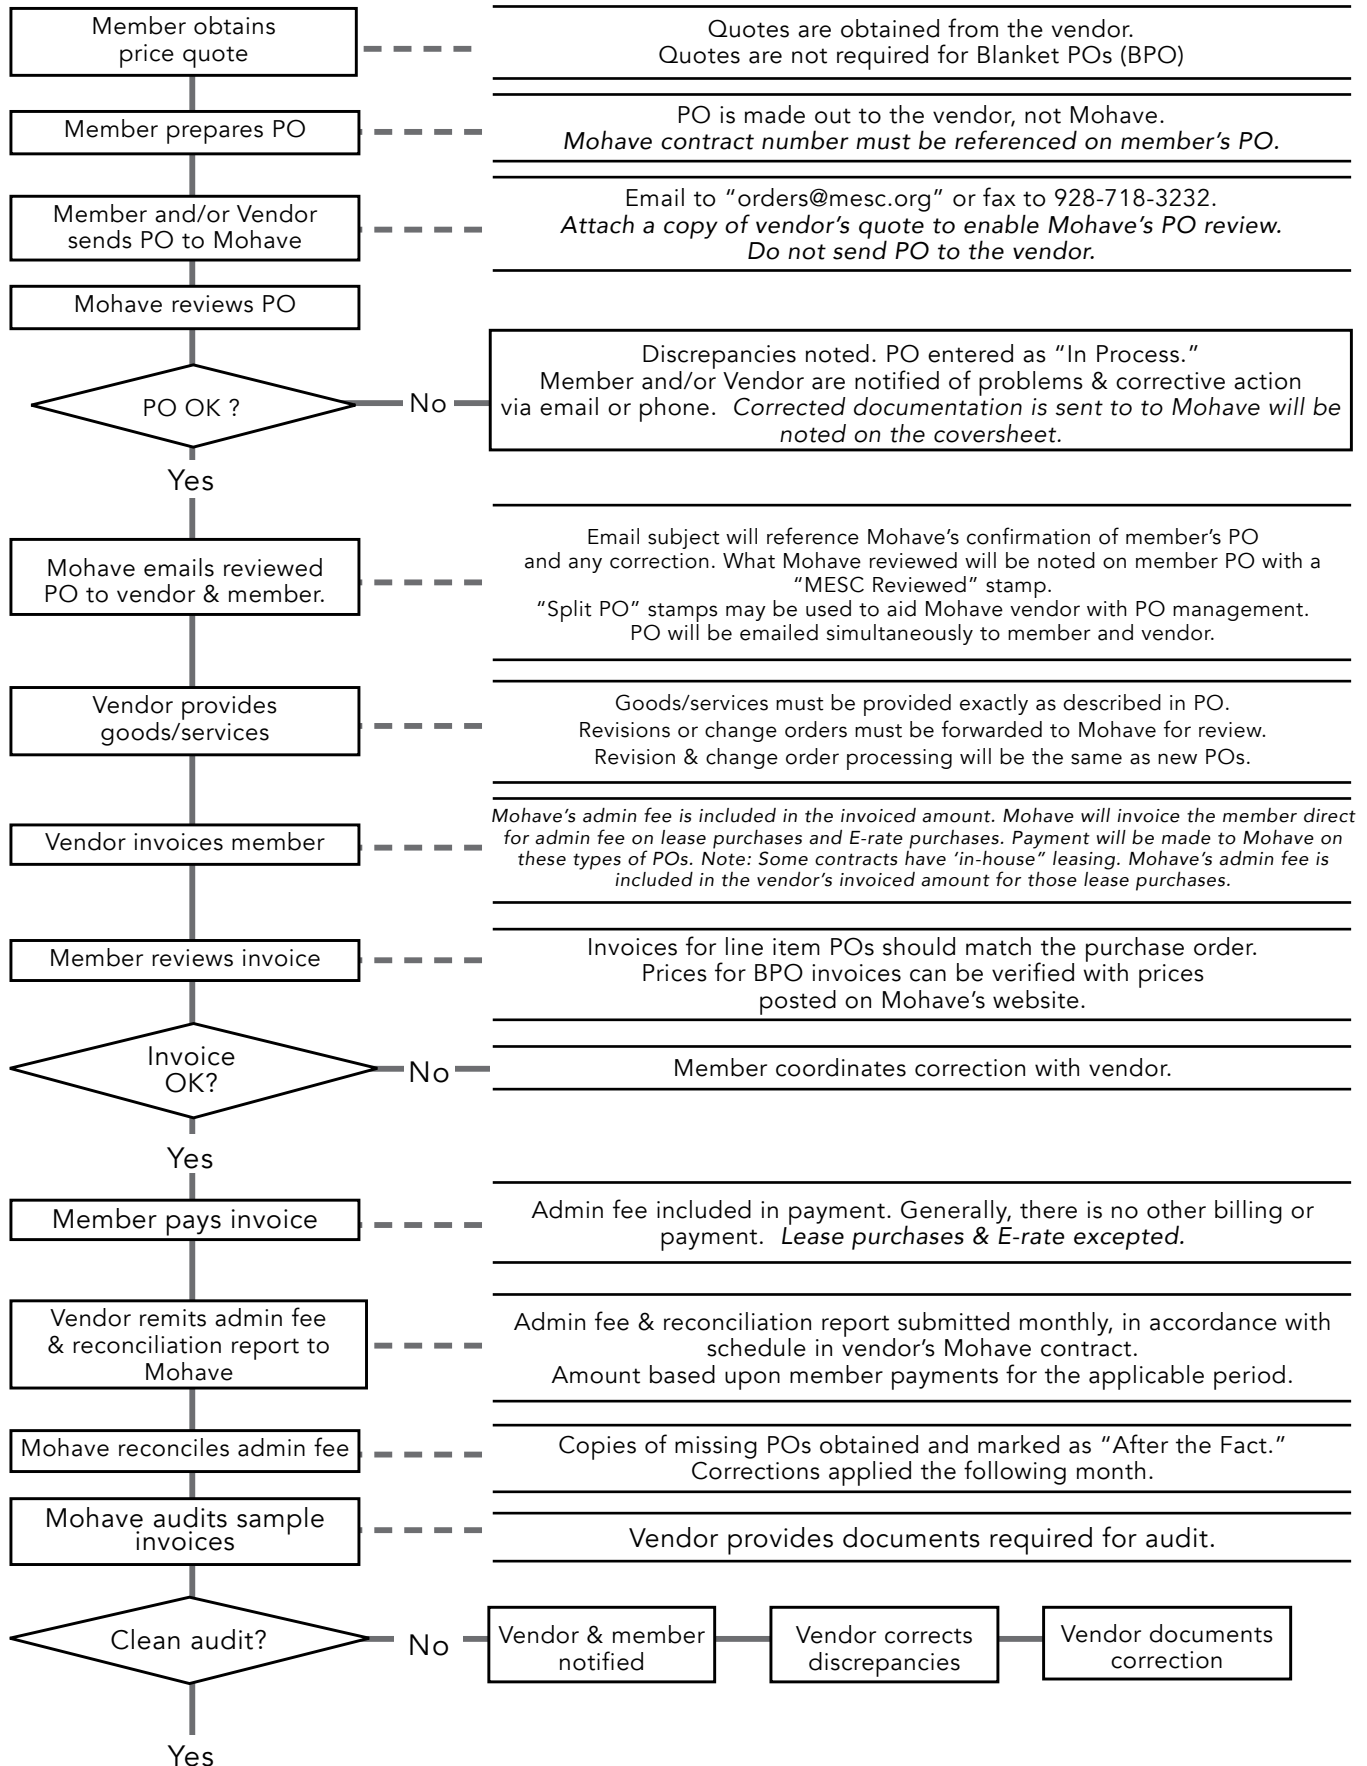 Member obtains
price quote
Quotes are obtained from the vendor.
Quotes are not required for Blanket POs (BPO)
Member prepares PO
PO is made out to the vendor, not Mohave.
Mohave contract number must be referenced on member's PO.
Member and/or Vendor
sends PO to Mohave
Email to "orders@mesc.org" or fax to 928-718-3232.
Attach a copy of vendor's quote to enable Mohave's PO review.
Do not send PO to the vendor.
Mohave reviews PO
PO OK ?
No
Discrepancies noted. PO entered as "In Process."
Member and/or Vendor are notified of problems & corrective action
via email or phone. Corrected documentation is sent to to Mohave will be
noted on the coversheet.
Yes
Mohave emails reviewed
PO to vendor & member.
Email subject will reference Mohave's confirmation of member's PO
and any correction. What Mohave reviewed will be noted on member PO with a
"MESC Reviewed" stamp.
"Split PO" stamps may be used to aid Mohave vendor with PO management.
PO will be emailed simultaneously to member and vendor.
Vendor provides
goods/services
Goods/services must be provided exactly as described in PO.
Revisions or change orders must be forwarded to Mohave for review.
Revision & change order processing will be the same as new POs.
Vendor invoices member
Mohave's admin fee is included in the invoiced amount. Mohave will invoice the member direct
for admin fee on lease purchases and E-rate purchases. Payment will be made to Mohave on
these types of POs. Note: Some contracts have 'in-house" leasing. Mohave's admin fee is
included in the vendor's invoiced amount for those lease purchases.
Member reviews invoice
Invoices for line item POs should match the purchase order.
Prices for BPO invoices can be verified with prices
posted on Mohave's website.
Invoice
OK?
No
Member coordinates correction with vendor.
Yes
Member pays invoice
Admin fee included in payment. Generally, there is no other billing or
payment. Lease purchases & E-rate excepted.
Vendor remits admin fee
& reconciliation report to
Mohave
Admin fee & reconciliation report submitted monthly, in accordance with
schedule in vendor's Mohave contract.
Amount based upon member payments for the applicable period.
Mohave reconciles admin fee
Copies of missing POs obtained and marked as "After the Fact."
Corrections applied the following month.
Mohave audits sample
invoices
Vendor provides documents required for audit.
Clean audit?
No
Vendor & member
notified
Vendor corrects
discrepancies
Vendor documents
correction
Yes